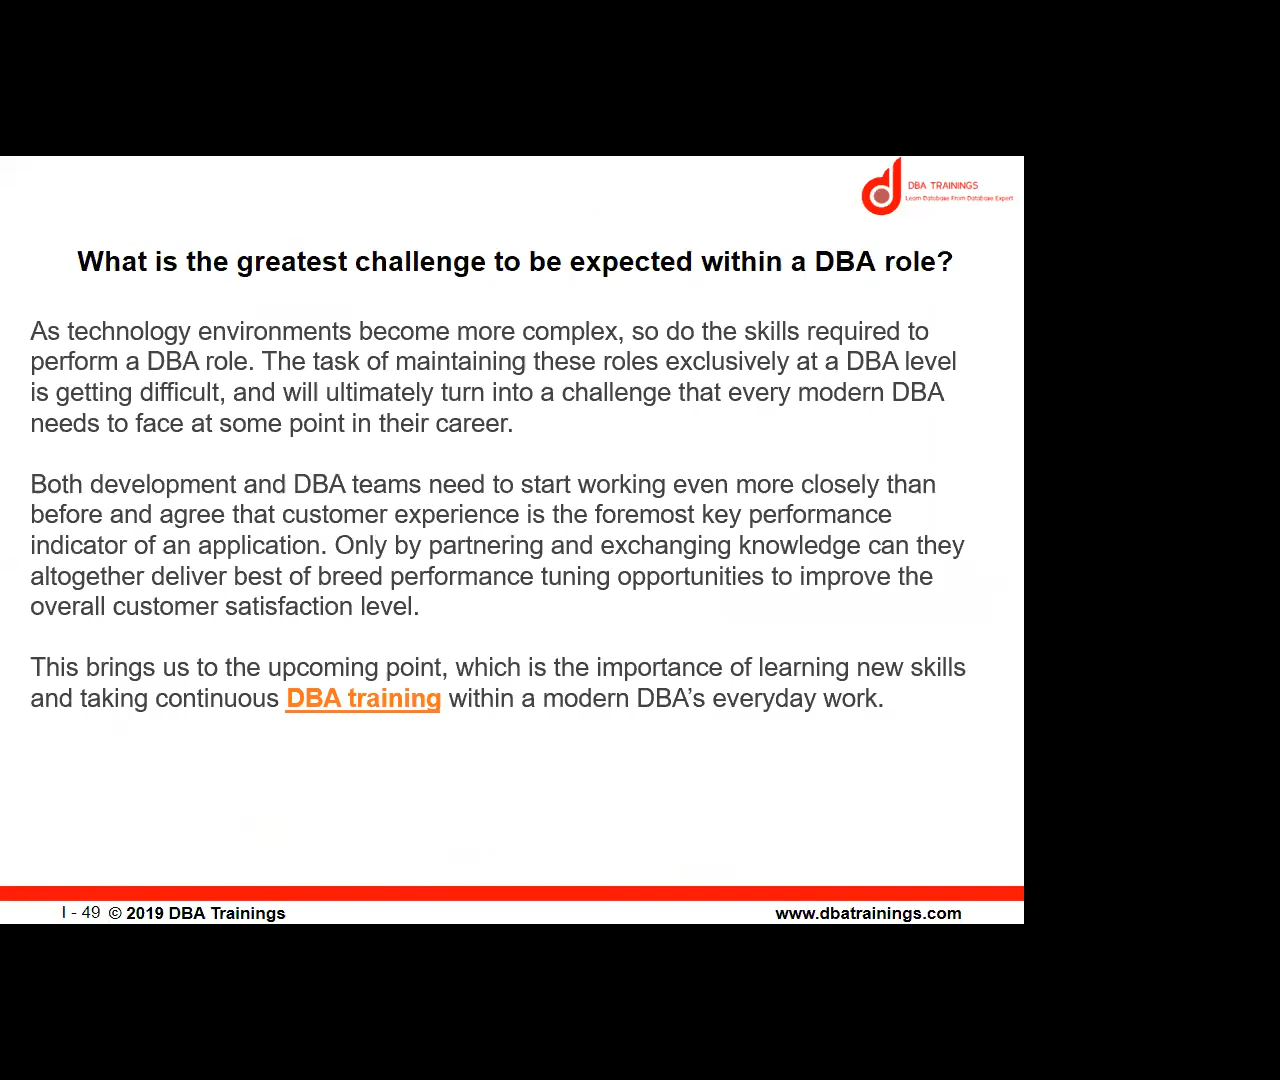 DBA TRAININGS
Learn Database From Database Expert
What is the greatest challenge to be expected within a DBA role?
As technology environments become more complex, so do the skills required to
perform a DBA role. The task of maintaining these roles exclusively at a DBA level
is getting difficult, and will ultimately turn into a challenge that every modern DBA
needs to face at some point in their career.
Both development and DBA teams need to start working even more closely than
before and agree that customer experience is the foremost key performance
indicator of an application. Only by partnering and exchanging knowledge can they
altogether deliver best of breed performance tuning opportunities to improve the
overall customer satisfaction level.
This brings us to the upcoming point, which is the importance of learning new skills
and taking continuous DBA training within a modern DBA’s everyday work.
I - 49 © 2019 DBA Trainings
www.dbatrainings.com